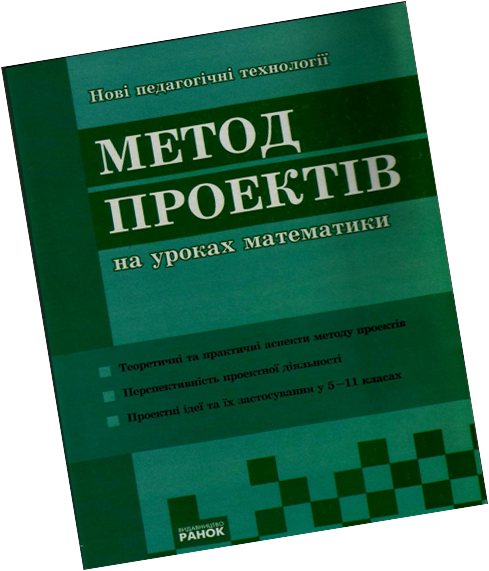 Нові педагогічні технології
МЕТОД
ПРОЕКТІВ
на уроках математики
Теоретичні та практичні аспекти методу проектів
Перспективність проектної діяльності
Проектні ідеї та їх застосування у 5–11 класах
ВИДАВНИЦТВО
РАНОК